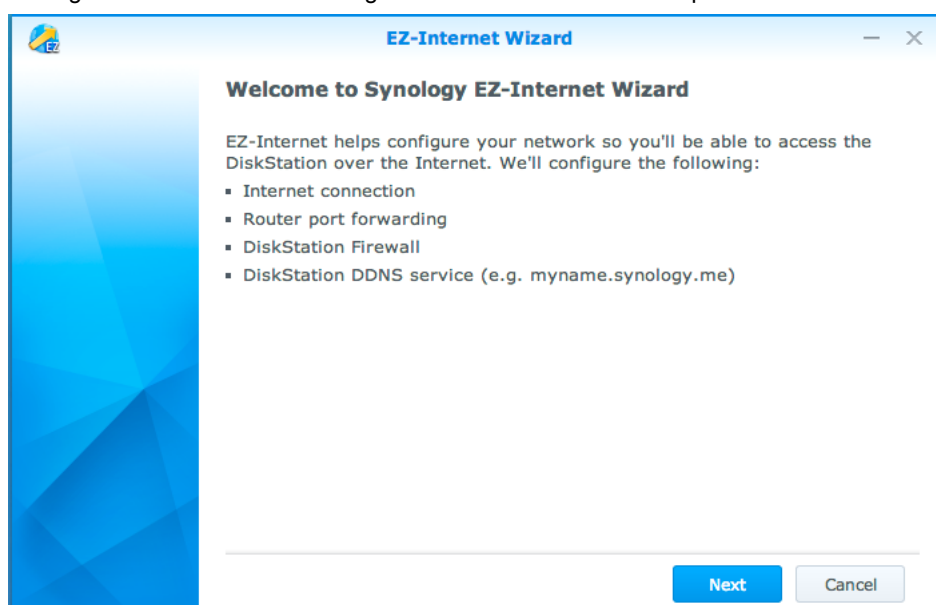 EZ-Internet Wizard
EZ
Welcome to Synology EZ-Internet Wizard
EZ-Internet helps configure your network so you'll be able to access the
DiskStation over the Internet. We'll configure the following:
▪ Internet connection
▪ Router port forwarding
▪ DiskStation Firewall
▪ DiskStation DDNS service (e.g. myname.synology.me)
Next Cancel